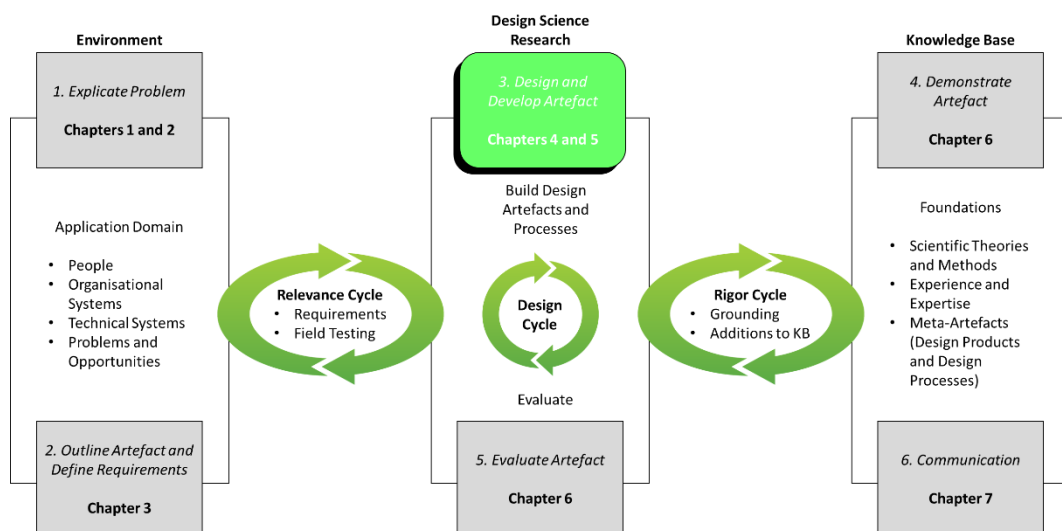 Environment
1. Explicate Problem
Chapters 1 and 2
Application Domain
• People
• Organisational
Systems
• Technical Systems
• Problems and
Opportunities
2. Outline Artefact and
Define Requirements
Chapter 3
Relevance Cycle
• Requirements
• Field Testing
Design Science
Research
3. Design and
Develop Artefact
Chapters 4 and 5
Build Design
Artefacts and
Processes
Design
Cycle
Evaluate
5. Evaluate Artefact
Chapter 6
Rigor Cycle
• Grounding
• Additions to KB
Knowledge Base
4. Demonstrate
Artefact
Chapter 6
Foundations
• Scientific Theories
and Methods
• Experience and
Expertise
• Meta-Artefacts
(Design Products
and Design
Processes)
6. Communication
Chapter 7